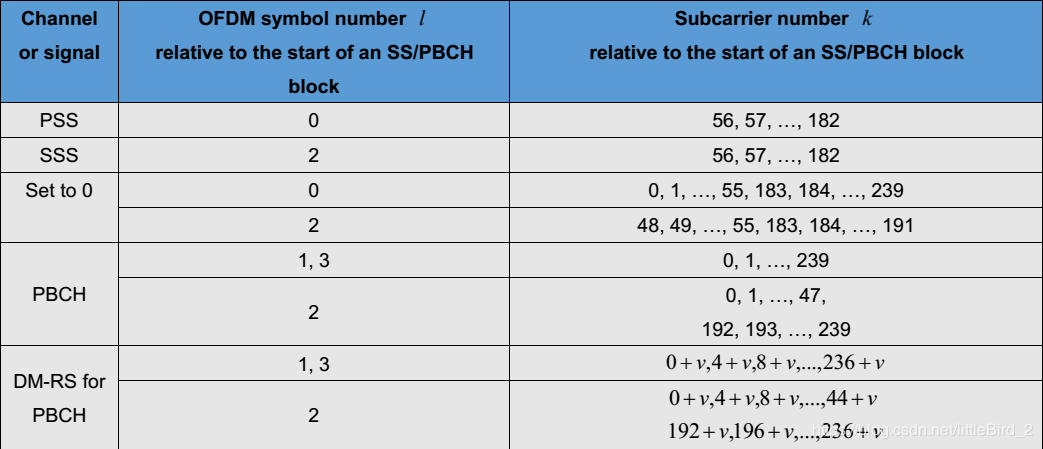 Channel or signal
OFDM symbol number l relative to the start of an SS/PBCH block
Subcarrier number k relative to the start of an SS/PBCH block
PSS
0
56, 57, …, 182
SSS
2
56, 57, …, 182
Set to 0
0
0, 1, …, 55, 183, 184, …, 239
2
48, 49, …, 55, 183, 184, …, 191
PBCH
1, 3
0, 1, …, 239
2
0, 1, …, 47,
192, 193, …, 239
DM-RS for
PBCH
1, 3
0+v,4+v,8+v,...,236+v
2
0+v,4+v,8+v,...,44+v
192+v,196+v,...,236+v
csdn.net/littleBird_2